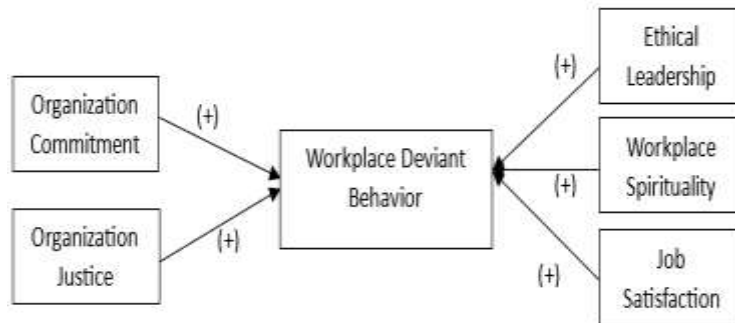 Organization
Commitment
(+)
Organization
Justice
(+)
Workplace Deviant
Behavior
(+)
Ethical
Leadership
(+)
Workplace
Spirituality
(+)
Job
Satisfaction